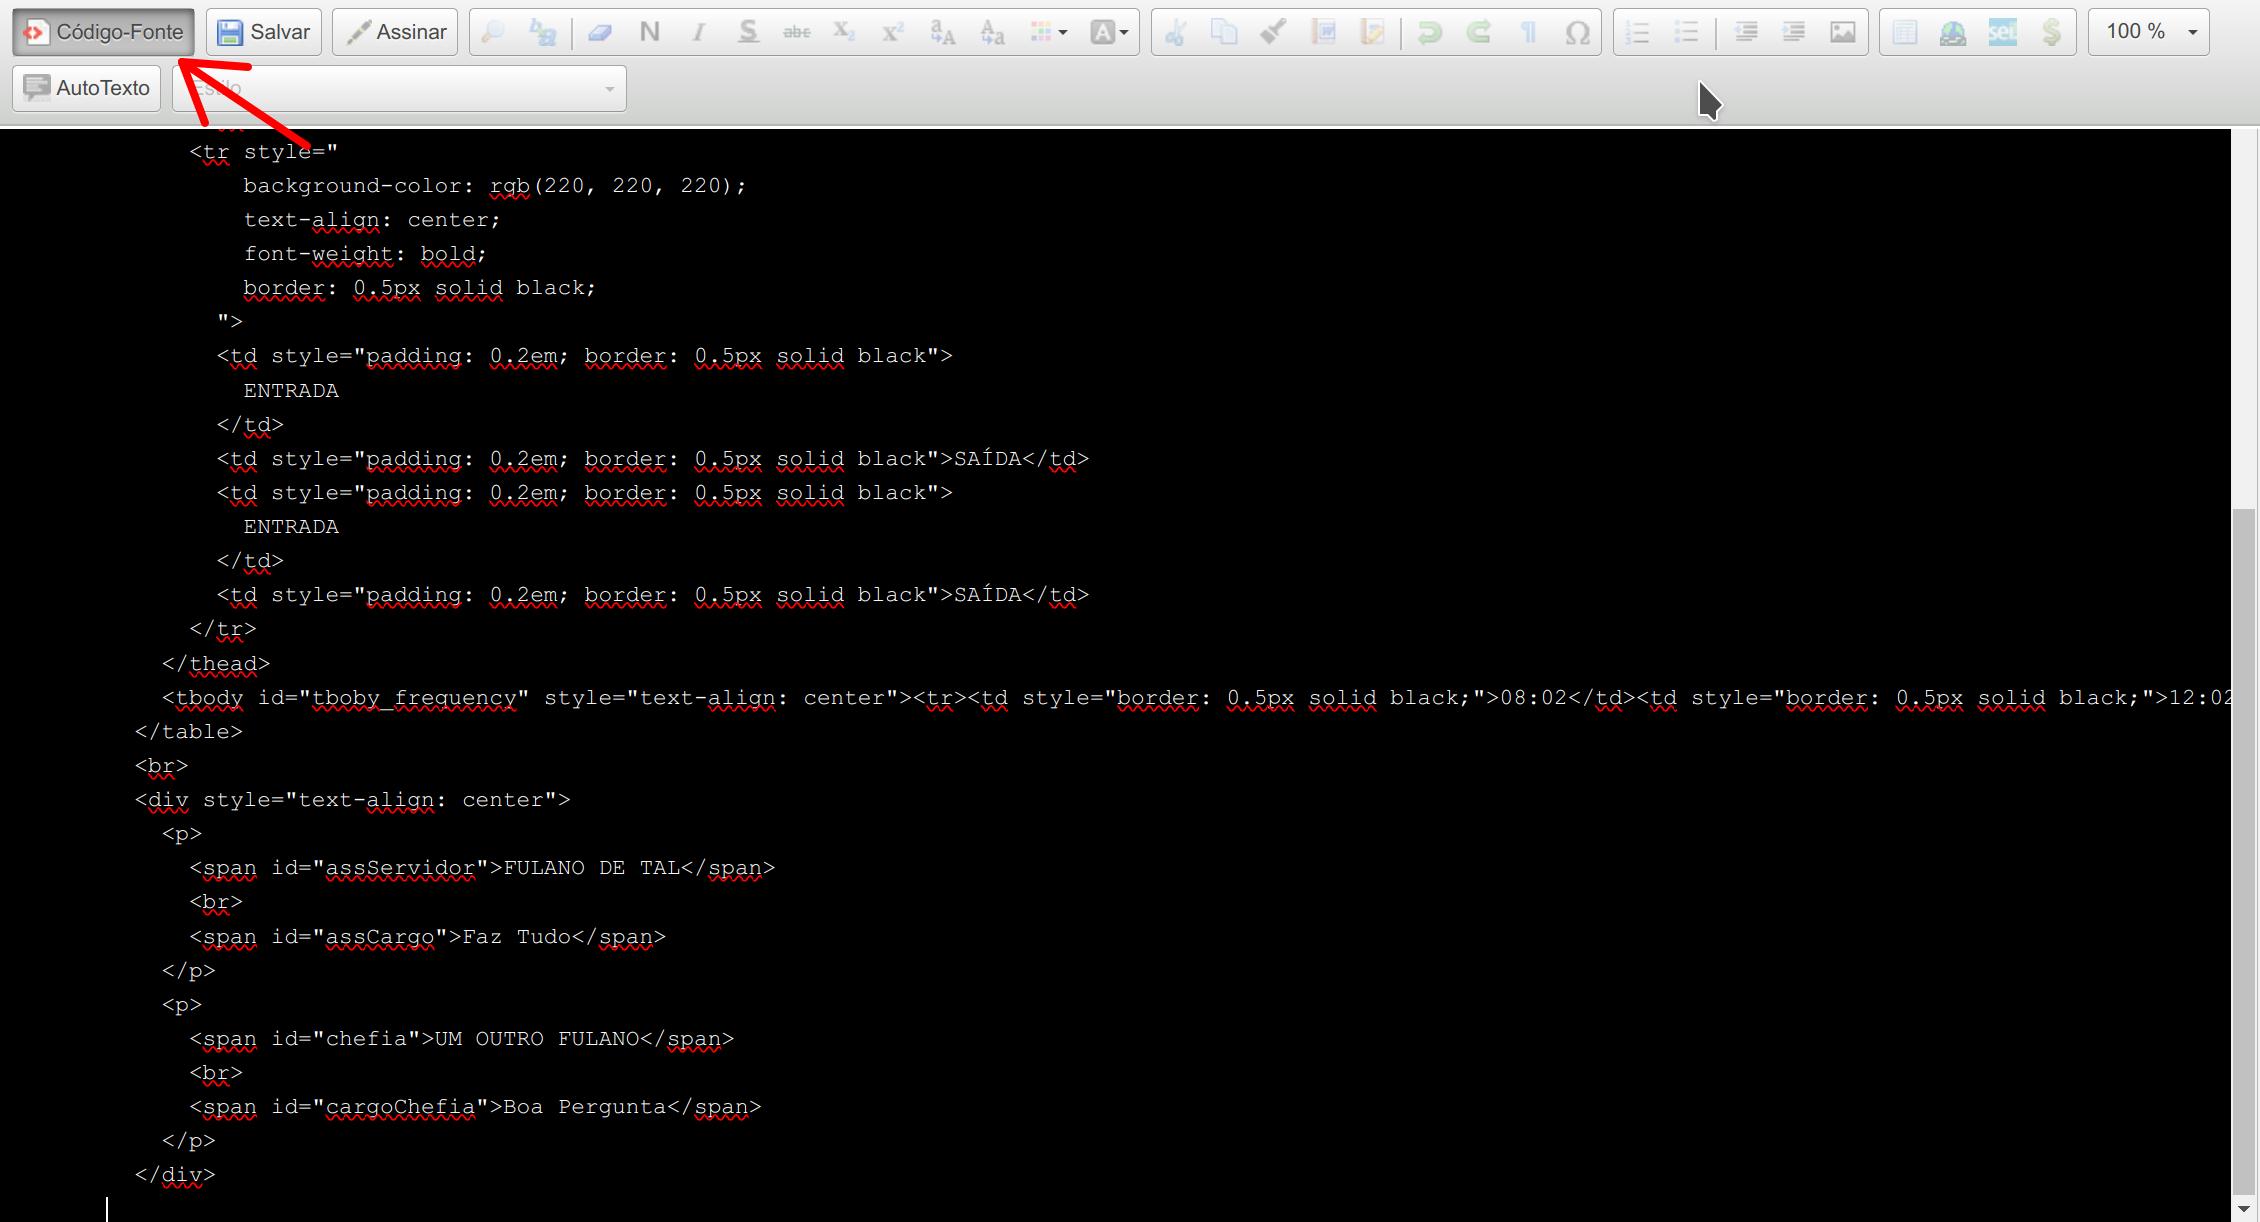 Código-Fonte Salvar Assinar N I S abc X₂ X² aA Aa A ¶ Ω sei $ 100 %
AutoTexto Estilo
<tr style="
background-color: rgb(220, 220, 220);
text-align: center;
font-weight: bold;
border: 0.5px solid black;
">
<td style="padding: 0.2em; border: 0.5px solid black">
ENTRADA
</td>
<td style="padding: 0.2em; border: 0.5px solid black">SAÍDA</td>
<td style="padding: 0.2em; border: 0.5px solid black">
ENTRADA
</td>
<td style="padding: 0.2em; border: 0.5px solid black">SAÍDA</td>
</tr>
</thead>
<tbody id="tboby_frequency" style="text-align: center"><tr><td style="border: 0.5px solid black;">08:02</td><td style="border: 0.5px solid black;">12:02
</table>
<br>
<div style="text-align: center">
<p>
<span id="assServidor">FULANO DE TAL</span>
<br>
<span id="assCargo">Faz Tudo</span>
</p>
<p>
<span id="chefia">UM OUTRO FULANO</span>
<br>
<span id="cargoChefia">Boa Pergunta</span>
</p>
</div>